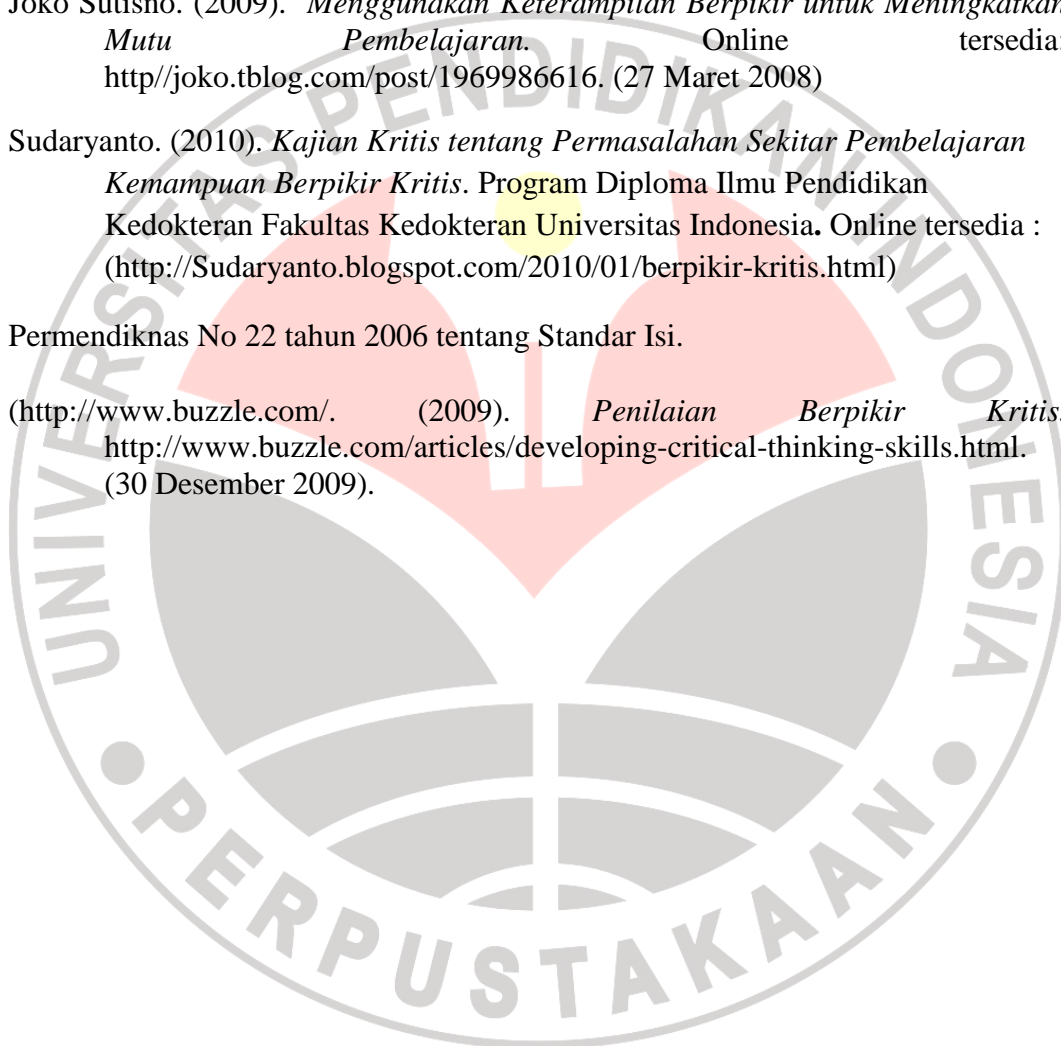 Joko Sutisno. (2009). Menggunakan Keterampilan Berpikir untuk Meningkatkan
Mutu Pembelajaran. Online tersedia:
http//joko.tblog.com/post/1969986616. (27 Maret 2008)
Sudaryanto. (2010). Kajian Kritis tentang Permasalahan Sekitar Pembelajaran
Kemampuan Berpikir Kritis. Program Diploma Ilmu Pendidikan
Kedokteran Fakultas Kedokteran Universitas Indonesia. Online tersedia :
(http://Sudaryanto.blogspot.com/2010/01/berpikir-kritis.html)
Permendiknas No 22 tahun 2006 tentang Standar Isi.
(http://www.buzzle.com/. (2009). Penilaian Berpikir Kritis.
http://www.buzzle.com/articles/developing-critical-thinking-skills.html.
(30 Desember 2009).
UNIVERSITAS PENDIDIKAN INDONESIA
PERPUSTAKAAN